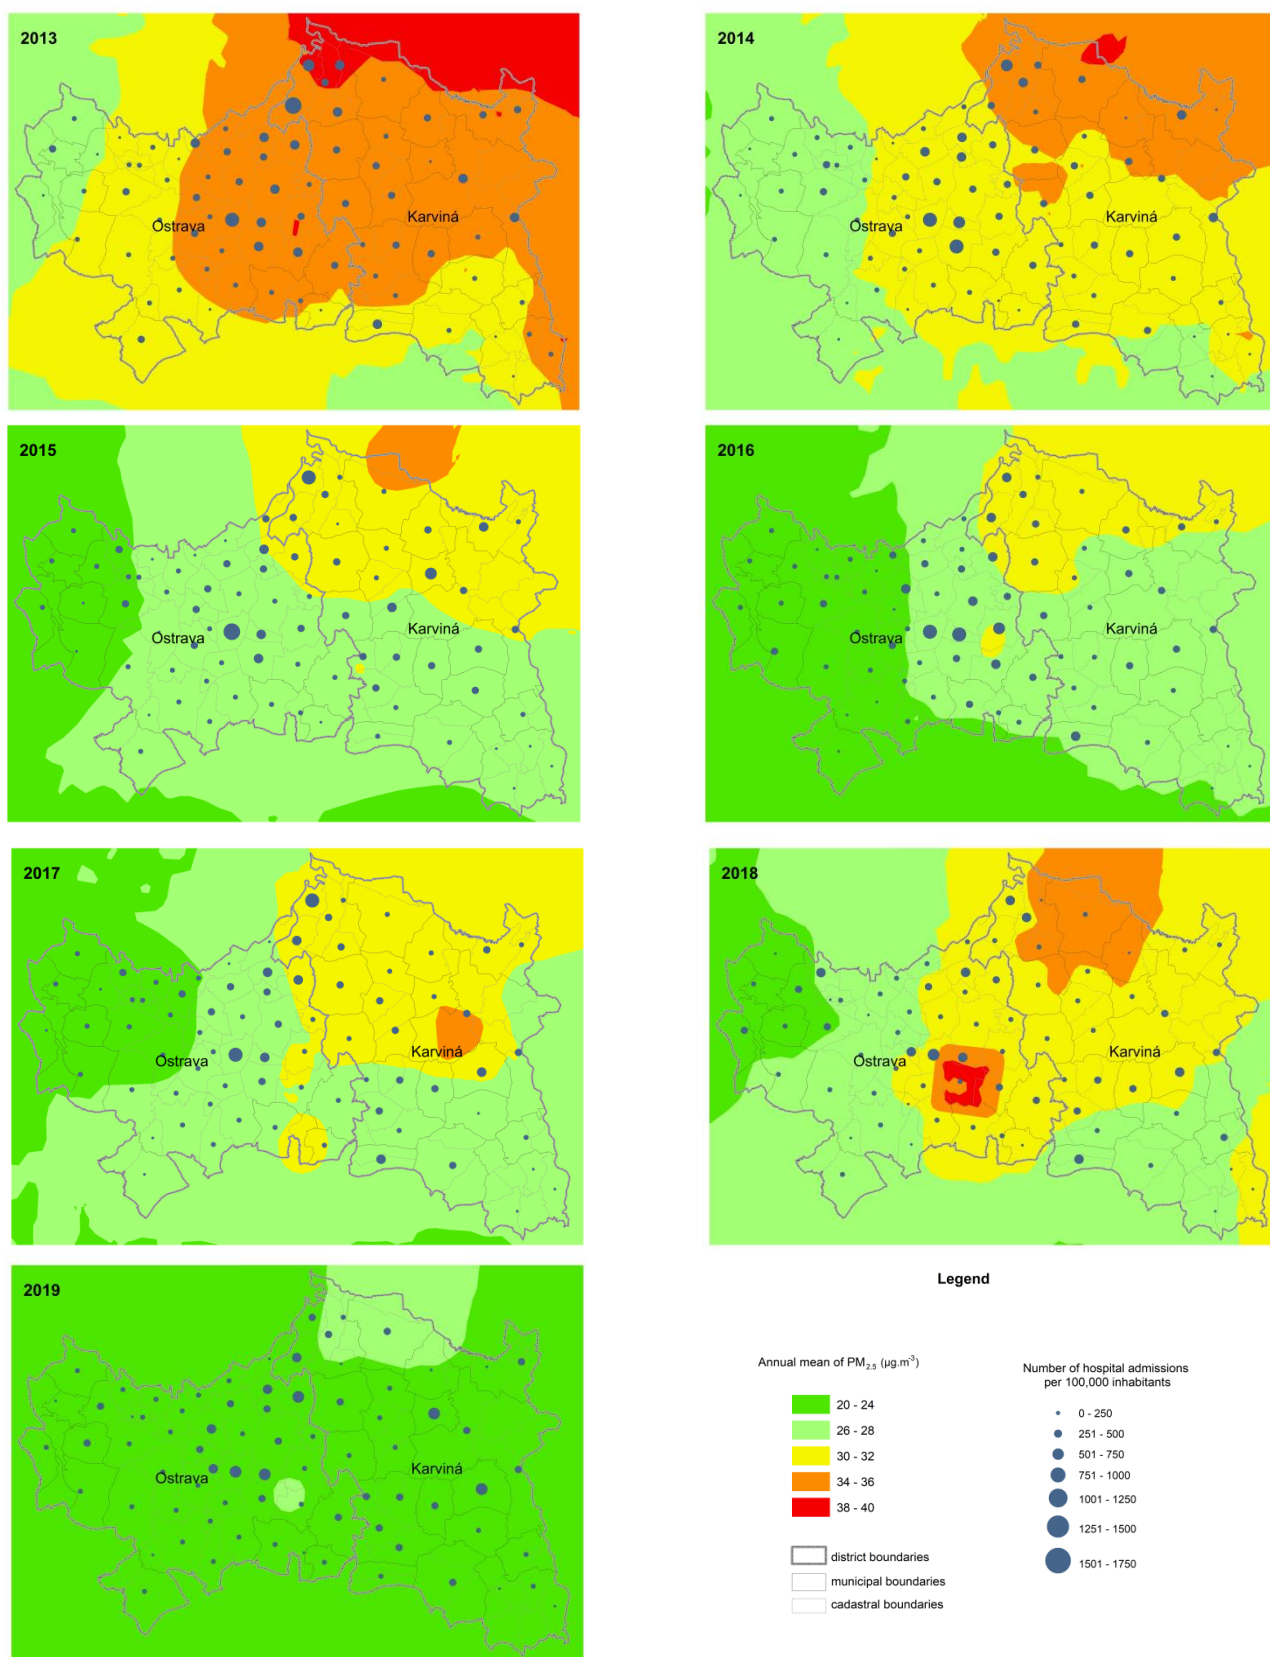 2013
Ostrava
Karviná
2014
Ostrava
Karviná
2015
Ostrava
Karviná
2016
Ostrava
Karviná
2017
Ostrava
Karviná
2018
Ostrava
Karviná
2019
Ostrava
Karviná
Legend
Annual mean of PM2.5 (µg.m-3)
20 - 24
26 - 28
30 - 32
34 - 36
38 - 40
district boundaries
municipal boundaries
cadastral boundaries
Number of hospital admissions
per 100,000 inhabitants
0 - 250
251 - 500
501 - 750
751 - 1000
1001 - 1250
1251 - 1500
1501 - 1750